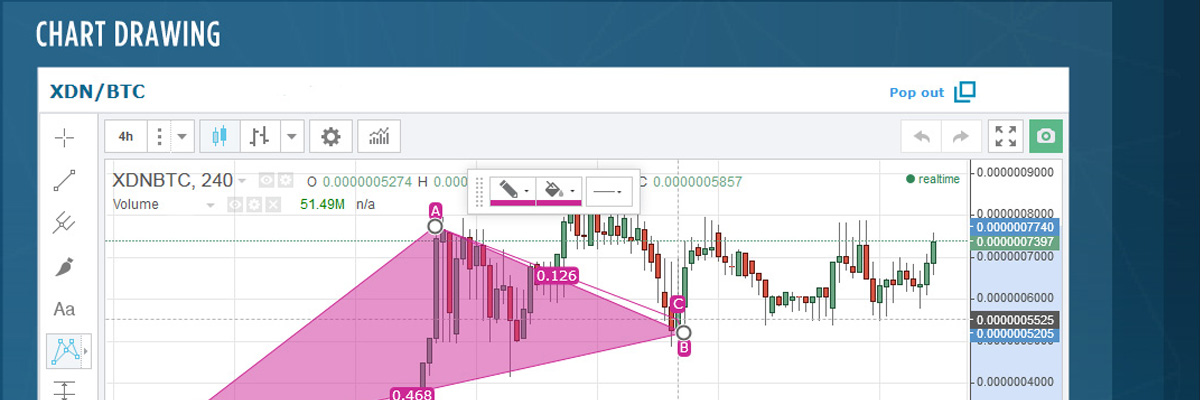 CHART DRAWING
XDN/BTC
Pop out
4h
XDNBTC, 240
O 0.0000005274 H 0.000
C 0.0000005857
realtime
Volume
51.49M n/a
A
0.126
C
B
0.468
Aa
0.0000009000
0.0000008000
0.0000007740
0.0000007397
0.0000007000
0.0000006000
0.0000005525
0.0000005205
0.0000004000